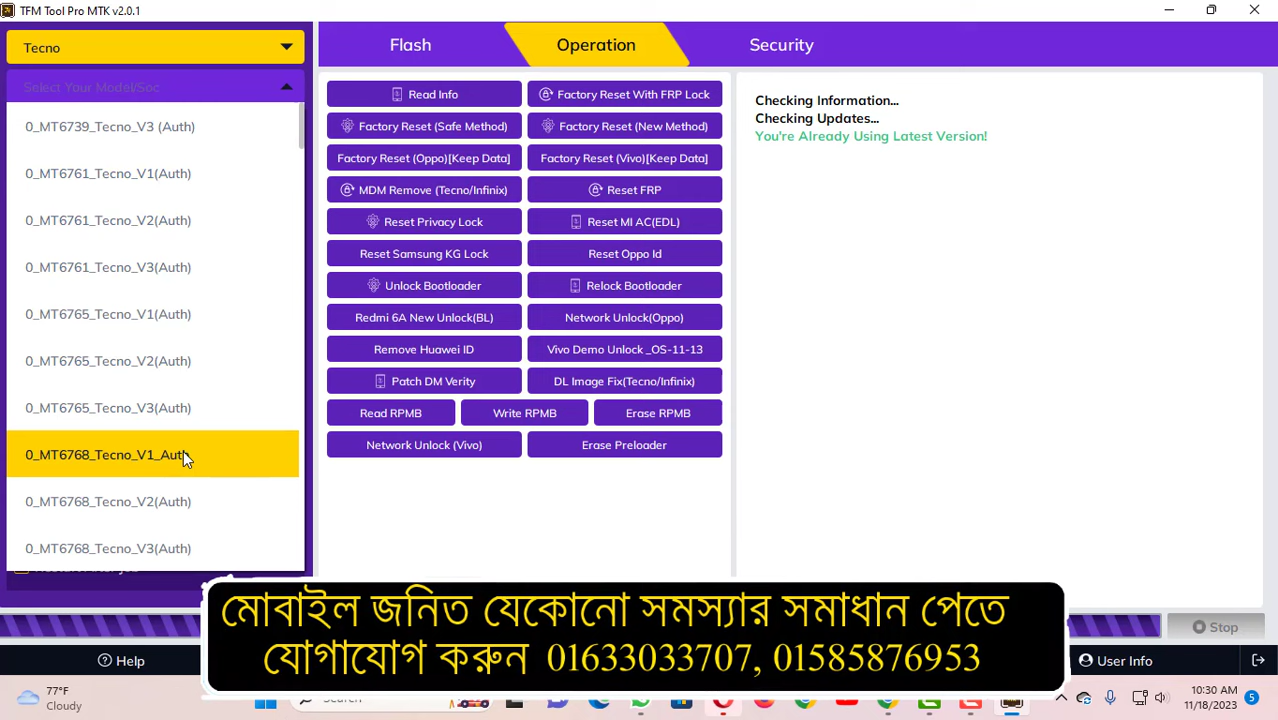 TFM Tool Pro MTK v2.0.1
Tecno
Flash
Operation
Security
Select Your Model/Soc
0_MT6739_Tecno_V3 (Auth)
0_MT6761_Tecno_V1(Auth)
0_MT6761_Tecno_V2(Auth)
0_MT6761_Tecno_V3(Auth)
0_MT6765_Tecno_V1(Auth)
0_MT6765_Tecno_V2(Auth)
0_MT6765_Tecno_V3(Auth)
0_MT6768_Tecno_V1_Auth
0_MT6768_Tecno_V2(Auth)
0_MT6768_Tecno_V3(Auth)
Read Info
Factory Reset With FRP Lock
Factory Reset (Safe Method)
Factory Reset (New Method)
Factory Reset (Oppo)[Keep Data]
Factory Reset (Vivo)[Keep Data]
MDM Remove (Tecno/Infinix)
Reset FRP
Reset Privacy Lock
Reset MI AC(EDL)
Reset Samsung KG Lock
Reset Oppo Id
Unlock Bootloader
Relock Bootloader
Redmi 6A New Unlock(BL)
Network Unlock(Oppo)
Remove Huawei ID
Vivo Demo Unlock _OS-11-13
Patch DM Verity
DL Image Fix(Tecno/Infinix)
Read RPMB
Write RPMB
Erase RPMB
Network Unlock (Vivo)
Erase Preloader
Checking Information...
Checking Updates...
You're Already Using Latest Version!
মোবাইল জনিত যেকোনো সমস্যার সমাধান পেতে
যোগাযোগ করুন 01633033707, 01585876953
Stop
Help
User Info
77°F
Cloudy
Search
10:30 AM
11/18/2023
5